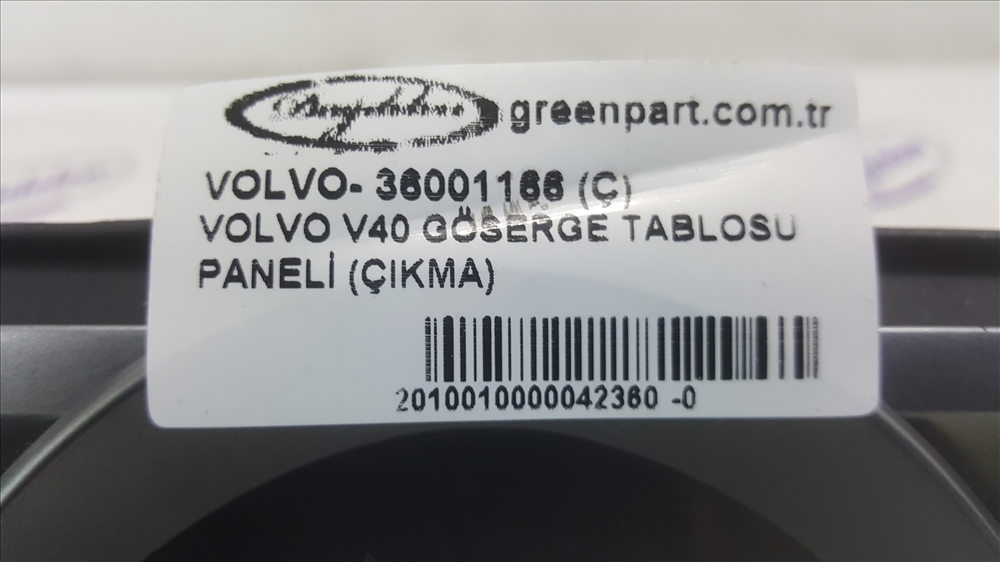 greenpart.com.tr
VOLVO- 36001166 (Ç)
VOLVO V40 GÖSERGE TABLOSU
PANELİ (ÇIKMA)
2010010000042360 -0